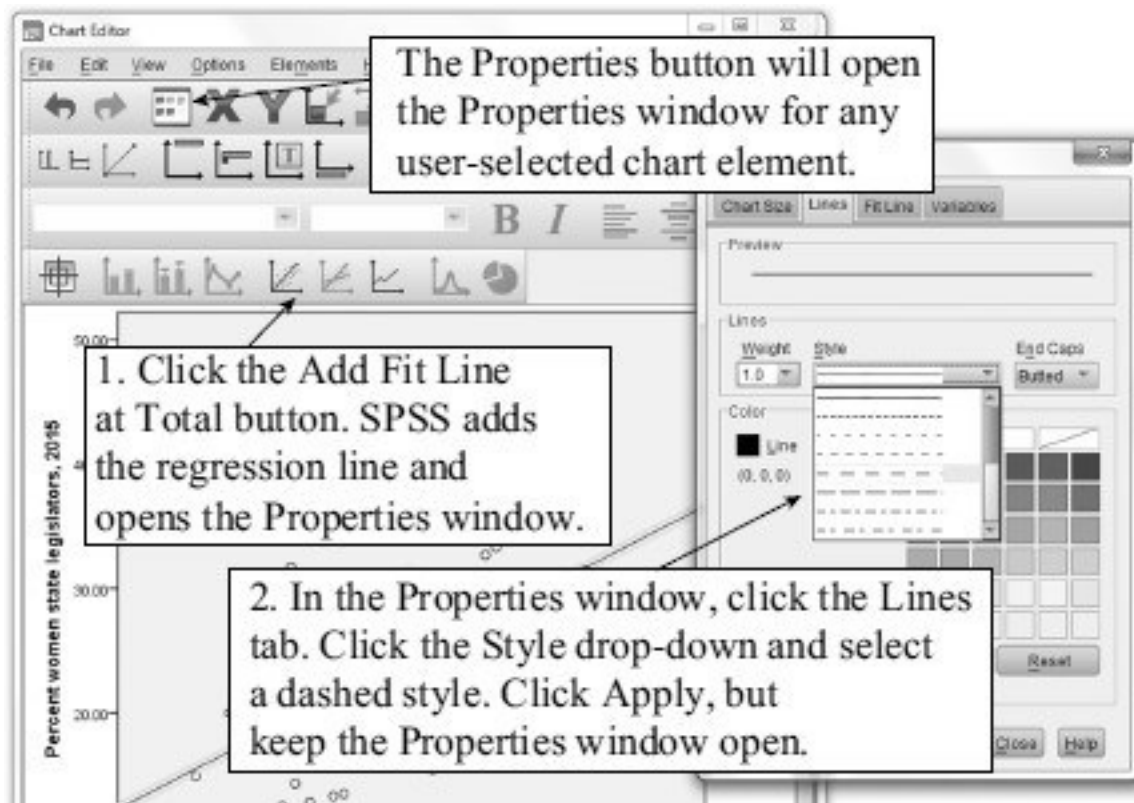 Chart Editor
File Edit View Options Elements
The Properties button will open
the Properties window for any
user-selected chart element.
X Y
T
B I
Chart Size Lines Fit Line Variables
Preview
Lines
Weight Style End Caps
1.0 Butted
Color
Line
(0, 0, 0)
1. Click the Add Fit Line
at Total button. SPSS adds
the regression line and
opens the Properties window.
2. In the Properties window, click the Lines
tab. Click the Style drop-down and select
a dashed style. Click Apply, but
keep the Properties window open.
Reset
Close Help
Percent women state legislators, 2015
50.00
30.00
20.00